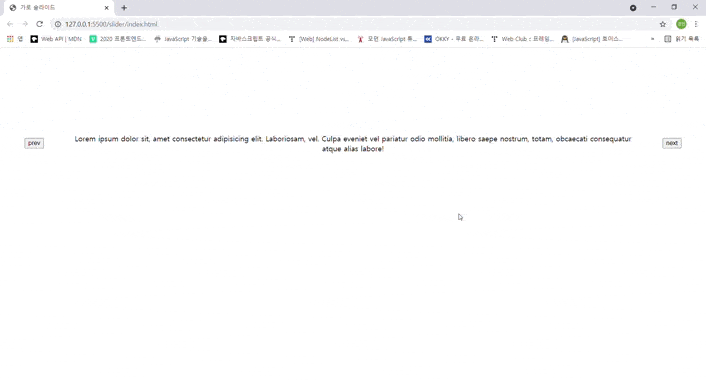 가로 슬라이드
127.0.0.1:5500/slider/index.html
앱
Web API | MDN
2020 프론트엔드...
JavaScript 기술들...
자바스크립트 공식...
[Web] NodeList vs...
모던 JavaScript 튜...
OKKY - 무료 온라...
Web Club :: 프레임...
[JavaScript] 호이스...
»
읽기 목록
prev
Lorem ipsum dolor sit, amet consectetur adipisicing elit. Laboriosam, vel. Culpa eveniet vel pariatur odio mollitia, libero saepe nostrum, totam, obcaecati consequatur
atque alias labore!
next